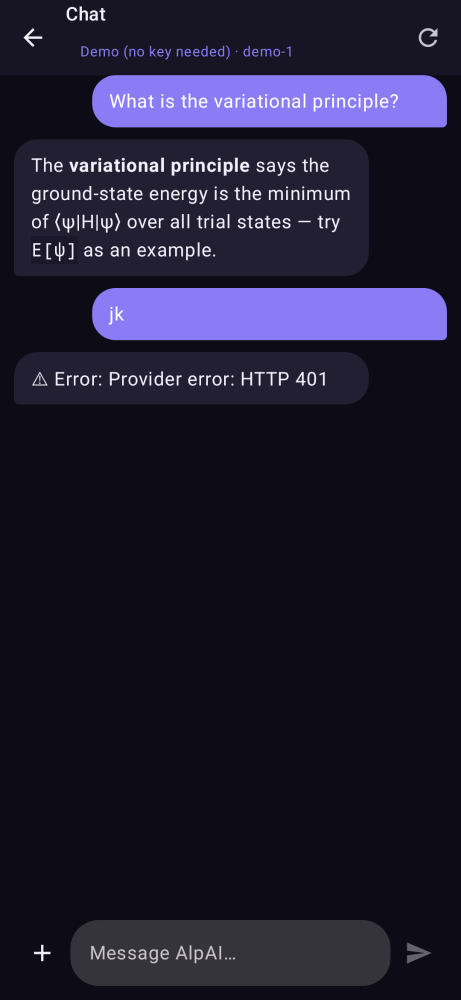 Chat
Demo (no key needed) · demo-1
What is the variational principle?
The variational principle says the
ground-state energy is the minimum
of ⟨ψ|H|ψ⟩ over all trial states — try
E[ψ] as an example.
jk
⚠ Error: Provider error: HTTP 401
Message AlpAI…